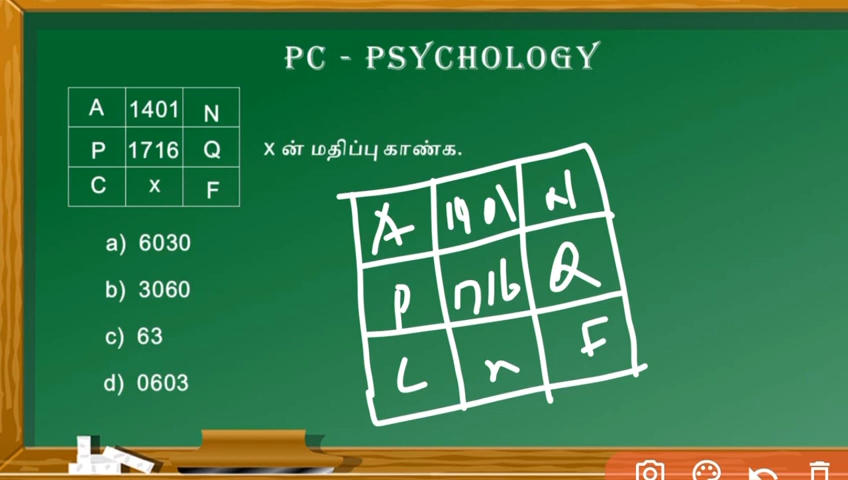 PC - PSYCHOLOGY
A 1401 N
P 1716 Q
C x F
x ன் மதிப்பு காண்க.
a) 6030
b) 3060
c) 63
d) 0603
A 1401 N
P 1716 Q
C x F